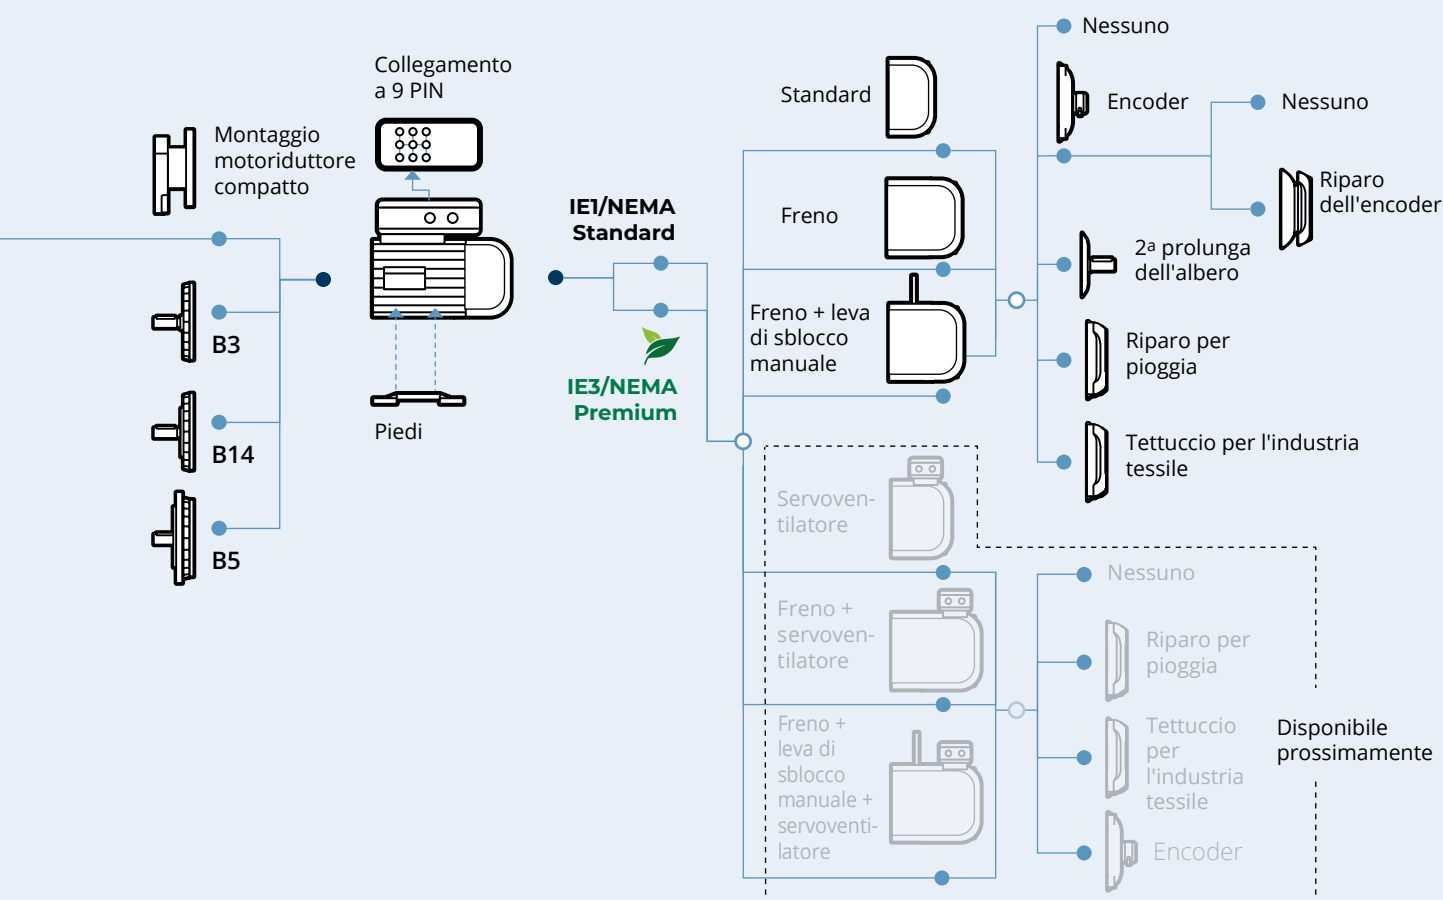 Collegamento
a 9 PIN
Montaggio
motoriduttore
compatto
B3
B14
B5
Piedi
IE1/NEMA
Standard
IE3/NEMA
Premium
Standard
Freno
Freno + leva
di sblocco
manuale
Nessuno
Encoder
Nessuno
Riparo
dell'encoder
2ª prolunga
dell'albero
Riparo per
pioggia
Tettuccio per l'industria
tessile
Servoven-
tilatore
Freno +
servoven-
tilatore
Freno +
leva di
sblocco
manuale +
servoventi-
latore
Nessuno
Riparo per
pioggia
Tettuccio
per
l'industria
tessile
Encoder
Disponibile
prossimamente